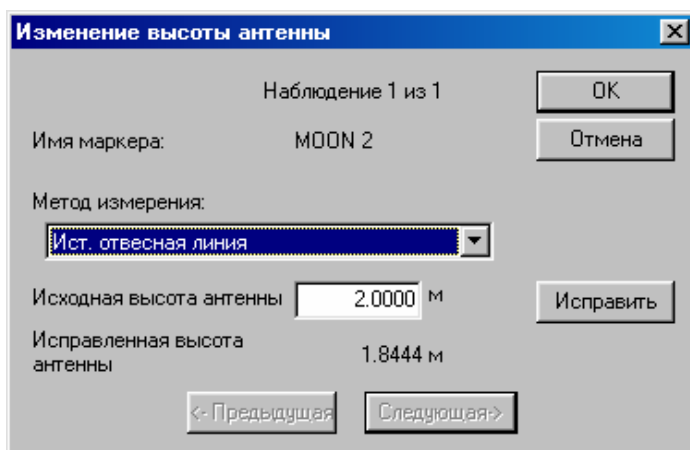 Изменение высоты антенны
Наблюдение 1 из 1
OK
Имя маркера: MOON 2
Отмена
Метод измерения:
Ист. отвесная линия
Исходная высота антенны 2.0000 м
Исправить
Исправленная высота
антенны 1.8444 м
<- Предыдущая Следующая->